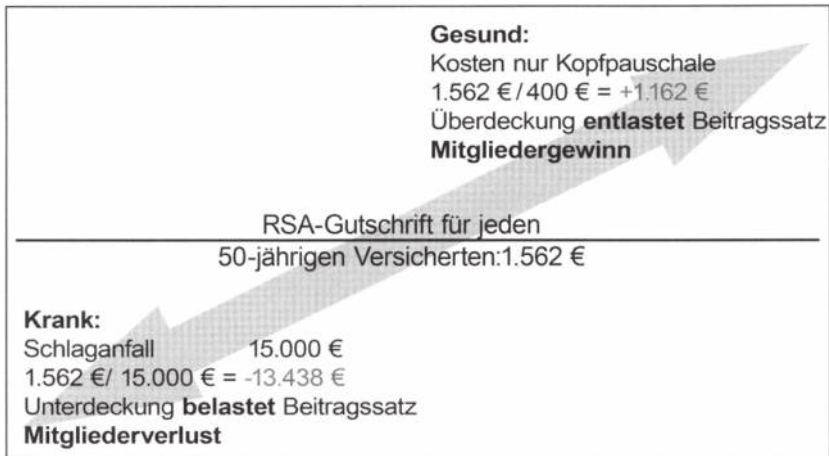 Gesund:
Kosten nur Kopfpauschale
1.562 €/400 € = +1.162 €
Überdeckung entlastet Beitragssatz
Mitgliedergewinn
RSA-Gutschrift für jeden
50-jährigen Versicherten:1.562 €
Krank:
Schlaganfall 15.000 €
1.562 €/ 15.000 € = -13.438 €
Unterdeckung belastet Beitragssatz
Mitgliederverlust